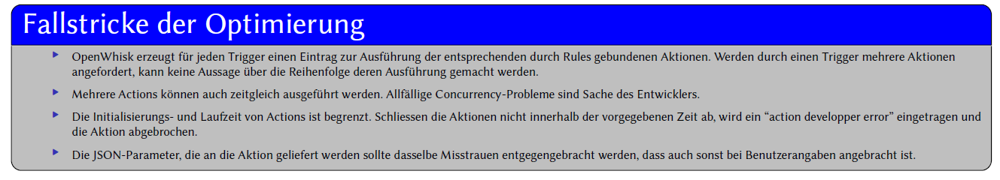 Fallstricke der Optimierung
OpenWhisk erzeugt für jeden Trigger einen Eintrag zur Ausführung der entsprechenden durch Rules gebundenen Aktionen. Werden durch einen Trigger mehrere Aktionen
angefordert, kann keine Aussage über die Reihenfolge deren Ausführung gemacht werden.
Mehrere Actions können auch zeitgleich ausgeführt werden. Allfällige Concurrency-Probleme sind Sache des Entwicklers.
Die Initialisierungs- und Laufzeit von Actions ist begrenzt. Schliessen die Aktionen nicht innerhalb der vorgegebenen Zeit ab, wird ein “action developper error” eingetragen und
die Aktion abgebrochen.
Die JSON-Parameter, die an die Aktion geliefert werden sollte dasselbe Misstrauen entgegengebracht werden, dass auch sonst bei Benutzerangaben angebracht ist.